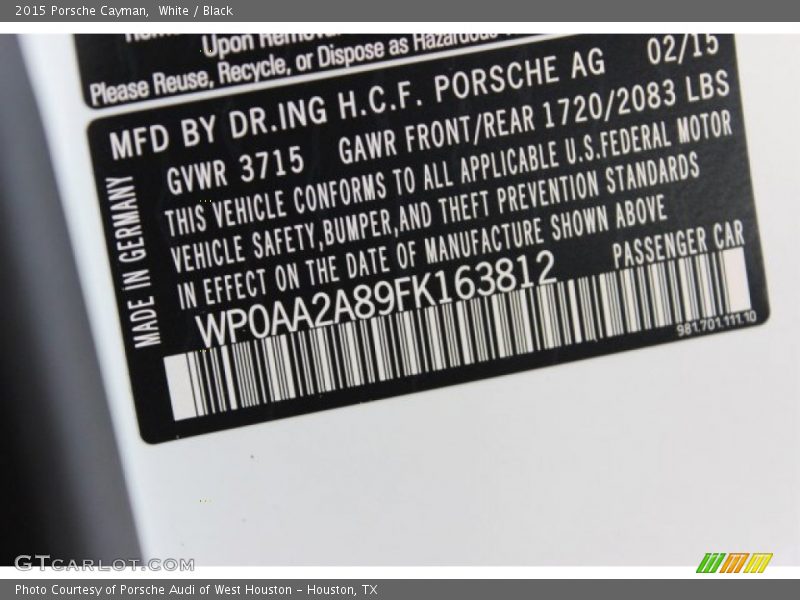 2015 Porsche Cayman, White / Black
Upon
Please Reuse, Recycle, or Dispose as Hazardous
MFD BY DR.ING H.C.F. PORSCHE AG 02/15
GVWR 3715 GAWR FRONT/REAR 1720/2083 LBS
THIS VEHICLE CONFORMS TO ALL APPLICABLE U.S.FEDERAL MOTOR
VEHICLE SAFETY,BUMPER,AND THEFT PREVENTION STANDARDS
IN EFFECT ON THE DATE OF MANUFACTURE SHOWN ABOVE
MADE IN GERMANY
WP0AA2A89FK163812 PASSENGER CAR
981.701.111.10
GTCARLOT.COM
Photo Courtesy of Porsche Audi of West Houston - Houston, TX